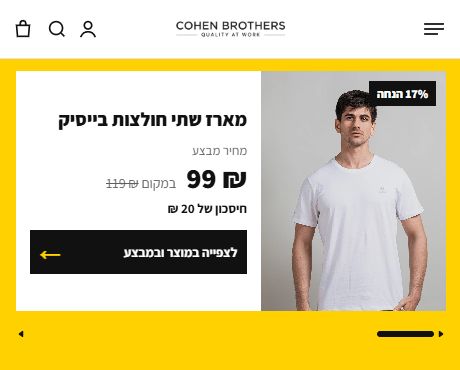 COHEN BROTHERS
QUALITY AT WORK
17% הנחה
מארז שתי חולצות בייסיק
מחיר מבצע
99 ₪ במקום 119 ₪
חיסכון של 20 ₪
לצפייה במוצר ובמבצע